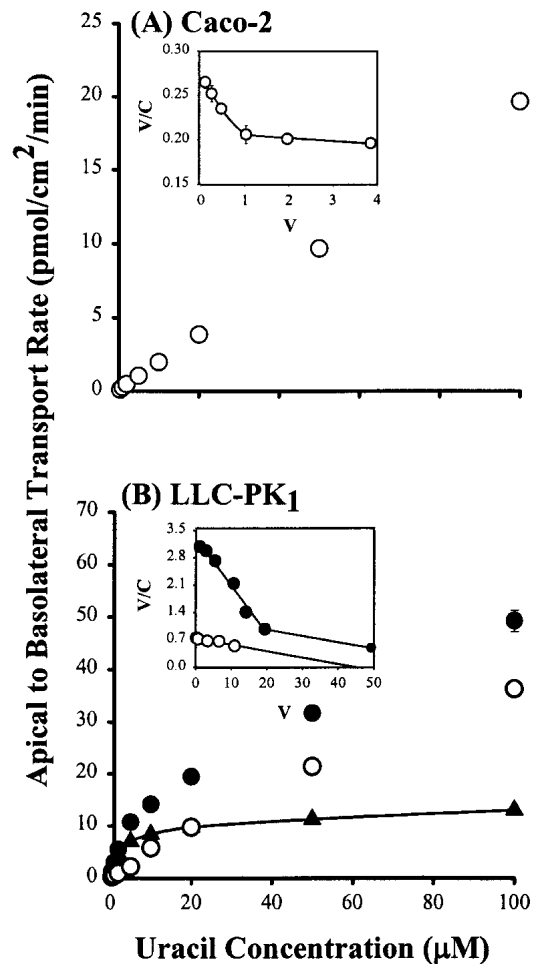 (A) Caco-2
25
20
15
10
5
0
0.30
0.25
0.20
0.15
V/C
0 1 2 3 4
V
Apical to Basolateral Transport Rate (pmol/cm²/min)
(B) LLC-PK₁
70
60
50
40
30
20
10
0
3.5
2.8
2.1
1.4
0.7
0.0
V/C
0 10 20 30 40 50
V
0 20 40 60 80 100
Uracil Concentration (μM)